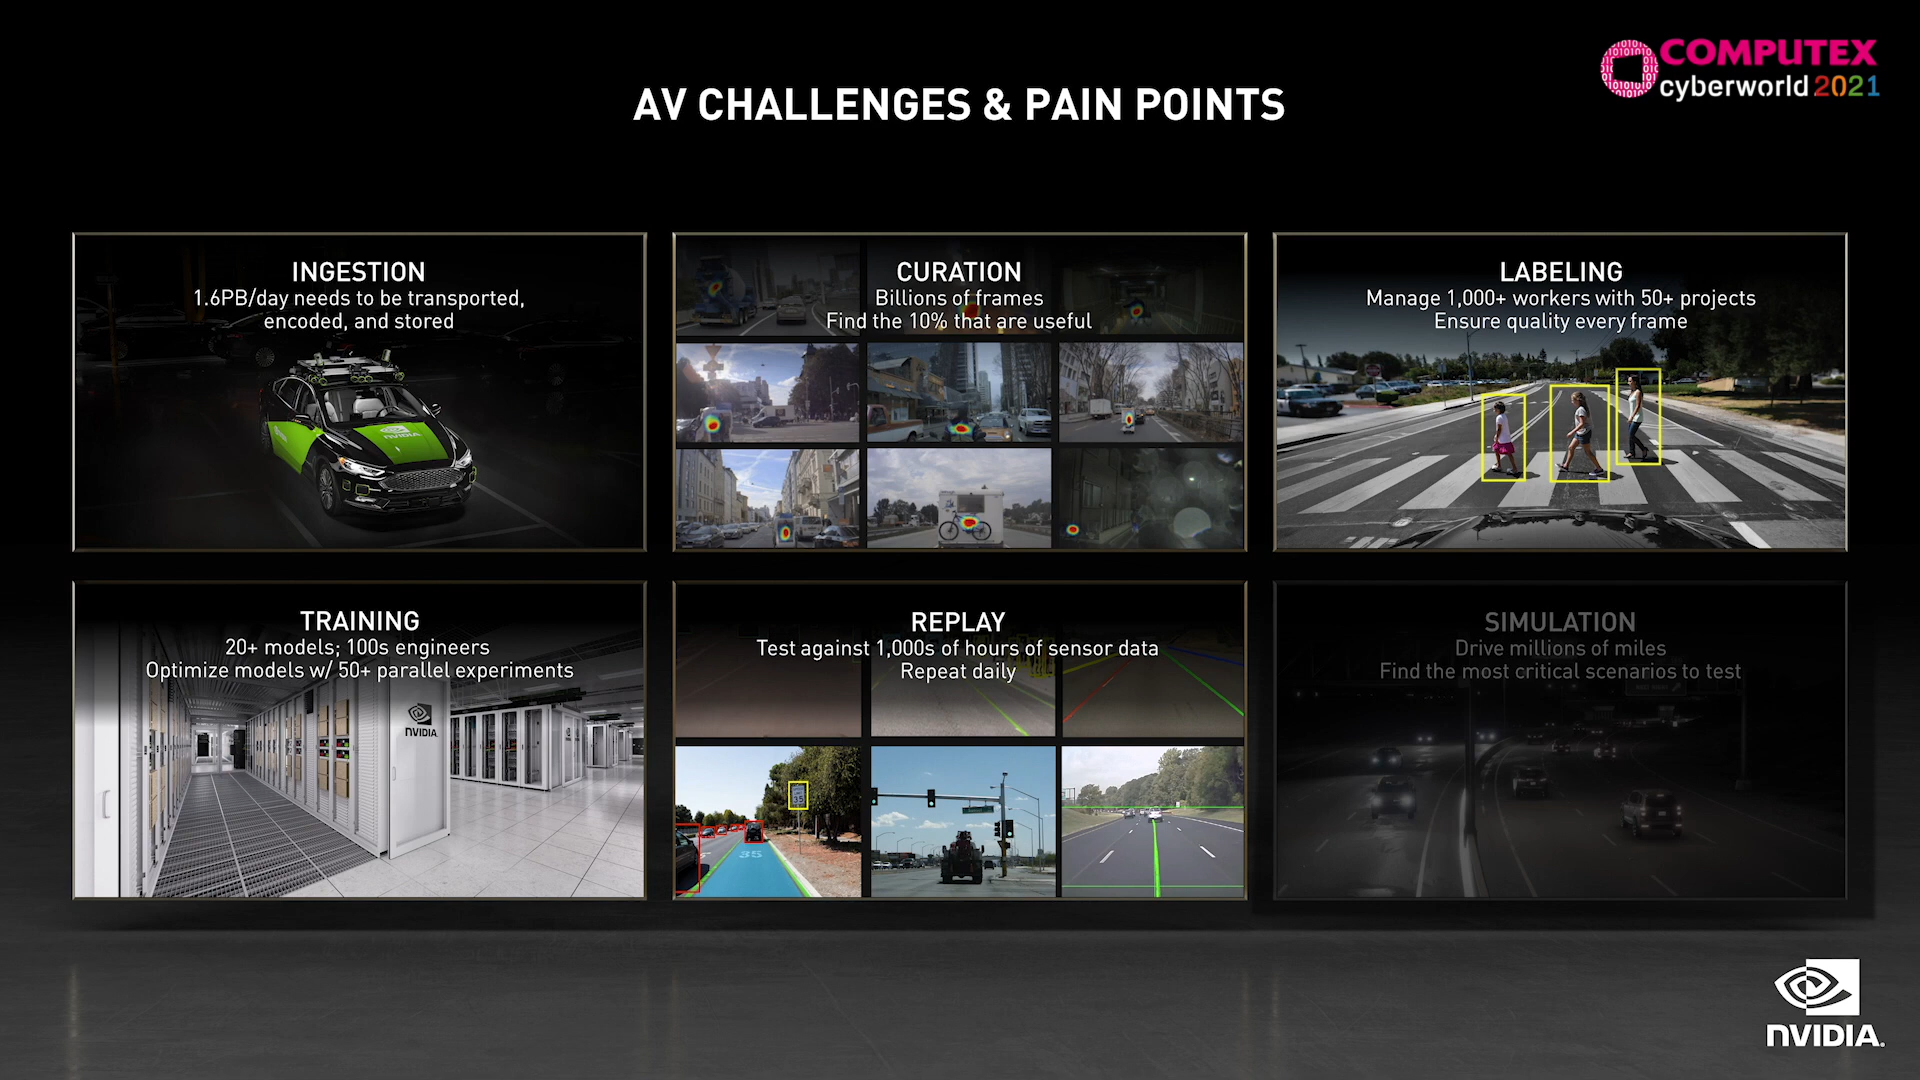 COMPUTEX
cyberworld 2021
AV CHALLENGES & PAIN POINTS
INGESTION
1.6PB/day needs to be transported,
encoded, and stored
NVIDIA
CURATION
Billions of frames
Find the 10% that are useful
LABELING
Manage 1,000+ workers with 50+ projects
Ensure quality every frame
TRAINING
20+ models; 100s engineers
Optimize models w/ 50+ parallel experiments
NVIDIA
REPLAY
Test against 1,000s of hours of sensor data
Repeat daily
35
SIMULATION
Drive millions of miles
Find the most critical scenarios to test
NVIDIA.